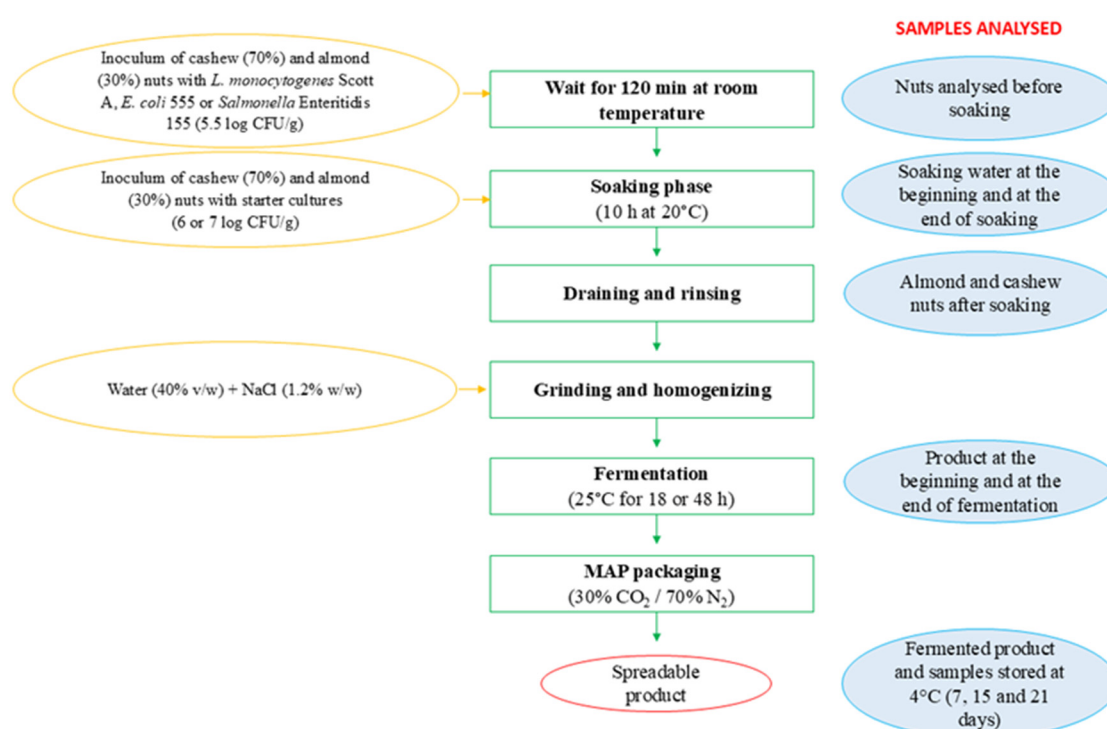 SAMPLES ANALYSED
Inoculum of cashew (70%) and almond
(30%) nuts with L. monocytogenes Scott
A, E. coli 555 or Salmonella Enteritidis
155 (5.5 log CFU/g)
Wait for 120 min at room
temperature
Nuts analysed before
soaking
Inoculum of cashew (70%) and almond
(30%) nuts with starter cultures
(6 or 7 log CFU/g)
Soaking phase
(10 h at 20°C)
Soaking water at the
beginning and at the
end of soaking
Draining and rinsing
Almond and cashew
nuts after soaking
Water (40% v/w) + NaCl (1.2% w/w)
Grinding and homogenizing
Fermentation
(25°C for 18 or 48 h)
Product at the
beginning and at the
end of fermentation
MAP packaging
(30% CO₂ / 70% N₂)
Spreadable
product
Fermented product
and samples stored at
4°C (7, 15 and 21
days)